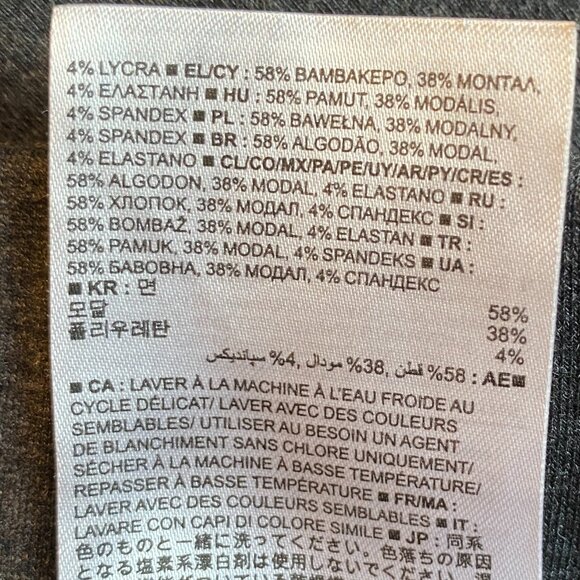 4% LYCRA ■ EL/CY : 58% ΒΑΜΒΑΚΕΡΟ, 38% ΜΟΝΤΑΛ,
4% ΕΛΑΣΤΑΝΗ ■ HU : 58% PAMUT, 38% MODÁLIS,
4% SPANDEX ■ PL : 58% BAWEŁNA, 38% MODALNY,
4% SPANDEX ■ BR : 58% ALGODÃO, 38% MODAL,
4% ELASTANO ■ CL/CO/MX/PA/PE/UY/AR/PY/CR/ES :
58% ALGODON, 38% MODAL, 4% ELASTANO ■ RU :
58% ХЛОПОК, 38% МОДАЛ, 4% СПАНДЕКС ■ SI :
58% BOMBAŽ, 38% MODAL, 4% ELASTAN ■ TR :
58% PAMUK, 38% MODAL, 4% SPANDEKS ■ UA :
58% БАВОВНА, 38% МОДАЛ, 4% СПАНДЕКС
■ KR : 면 58%
모달 38%
폴리우레탄 4%
■AE : 58% قطن, 38% مودال, 4% سباندیکس
■ CA : LAVER À LA MACHINE À L'EAU FROIDE AU
CYCLE DÉLICAT/ LAVER AVEC DES COULEURS
SEMBLABLES/ UTILISER AU BESOIN UN AGENT
DE BLANCHIMENT SANS CHLORE UNIQUEMENT/
SÉCHER À LA MACHINE À BASSE TEMPÉRATURE/
REPASSER À BASSE TEMPÉRATURE ■ FR/MA :
LAVER AVEC DES COULEURS SEMBLABLES ■ IT :
LAVARE CON CAPI DI COLORE SIMILE ■ JP : 同系
色のものと一緒に洗ってください。色落ちの原因
となる塩素系漂白剤は使用しないでください